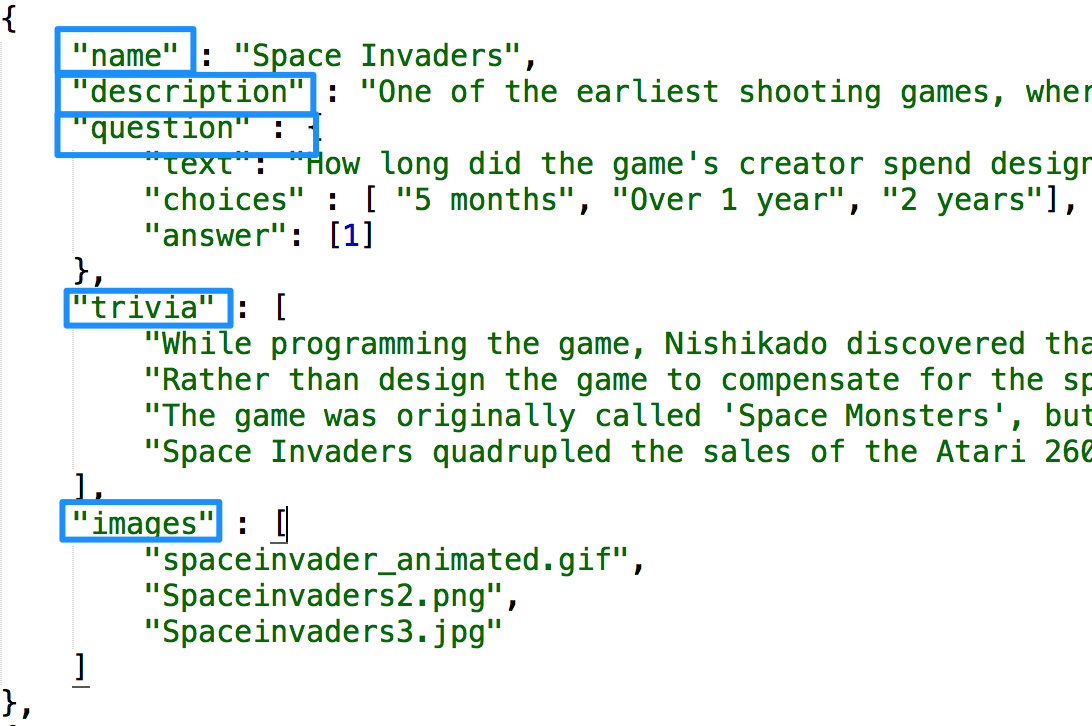 {
"name" : "Space Invaders",
"description" : "One of the earliest shooting games, wher
"question" : {
"text": "How long did the game's creator spend design
"choices" : [ "5 months", "Over 1 year", "2 years"],
"answer": [1]
},
"trivia" : [
"While programming the game, Nishikado discovered tha
"Rather than design the game to compensate for the sp
"The game was originally called 'Space Monsters', but
"Space Invaders quadrupled the sales of the Atari 260
],
"images" : [
"spaceinvader_animated.gif",
"Spaceinvaders2.png",
"Spaceinvaders3.jpg"
]
},